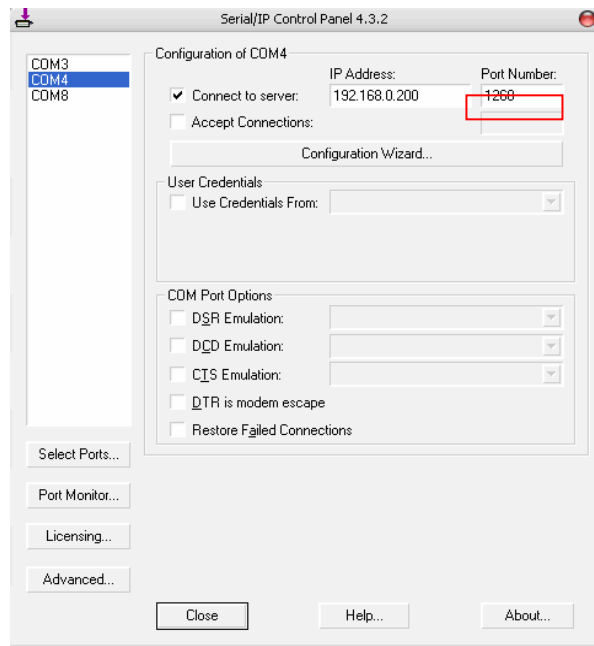 Serial/IP Control Panel 4.3.2
COM3
COM4
COM8
Configuration of COM4
IP Address: Port Number:
Connect to server: 192.168.0.200 1268
Accept Connections:
Configuration Wizard...
User Credentials
Use Credentials From:
COM Port Options
DSR Emulation:
DCD Emulation:
CTS Emulation:
DTR is modem escape
Restore Failed Connections
Select Ports...
Port Monitor...
Licensing...
Advanced...
Close Help... About...